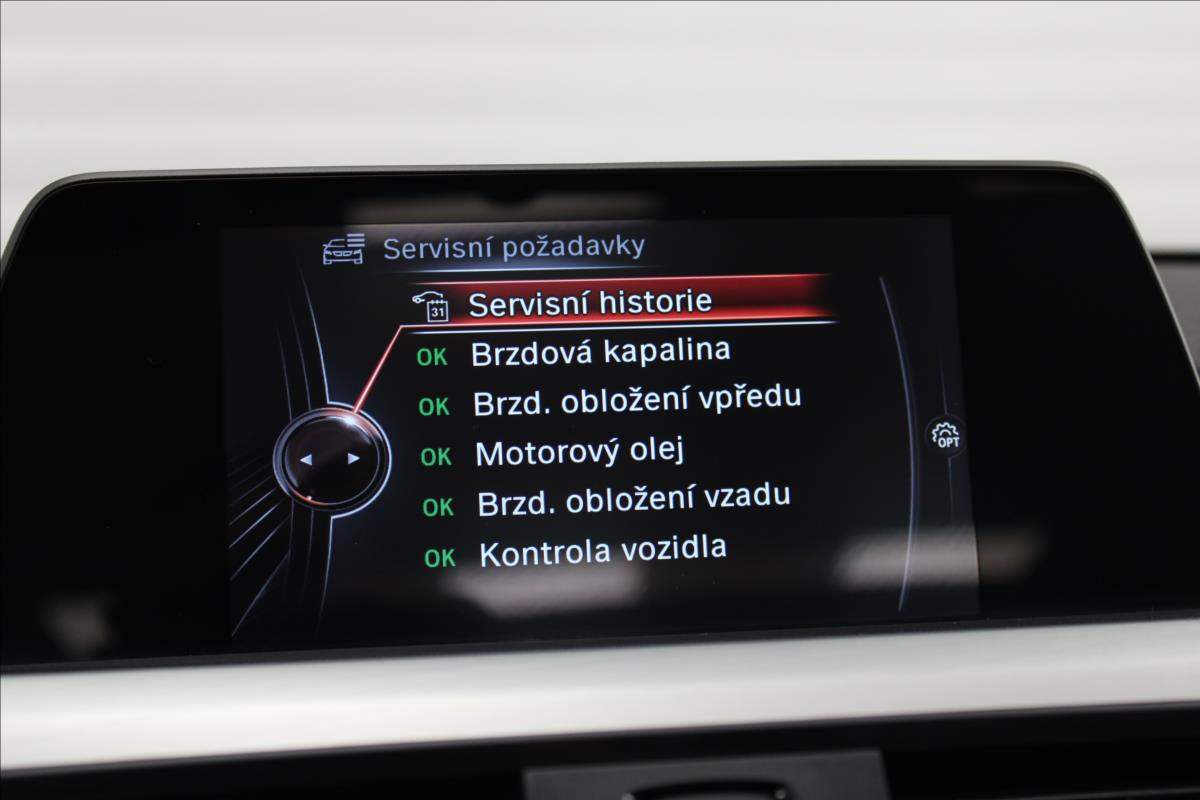 Servisní požadavky
31 Servisní historie
OK Brzdová kapalina
OK Brzd. obložení vpředu
OK Motorový olej
OPT
OK Brzd. obložení vzadu
OK Kontrola vozidla